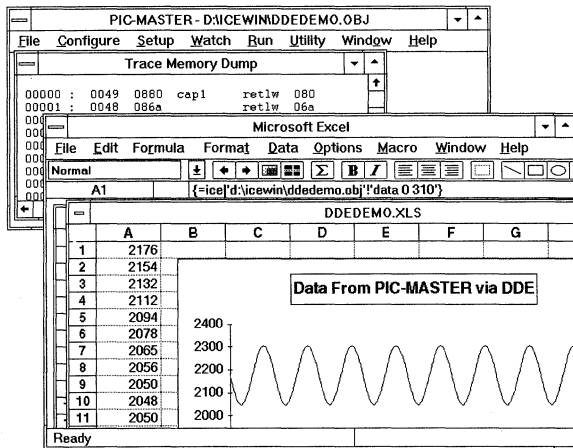 PIC-MASTER - D:\ICEWIN\DDEDEMO.OBJ
File Configure Setup Watch Run Utility Window Help
Trace Memory Dump
00000 : 0049 0880 cap1 retlw 080
00001 : 0048 086a retlw 06a
Microsoft Excel
File Edit Formula Format Data Options Macro Window Help
Normal Σ B I
A1 {=ice|'d:\icewin\ddedemo.obj'!'data 0 310'}
DDEDEMO.XLS
A B C D E F G
1 2176
2 2154
3 2132
4 2112
5 2094
6 2078
7 2065
8 2056
9 2050
10 2048
11 2050
Data From PIC-MASTER via DDE
2400
2300
2200
2100
2000
Ready